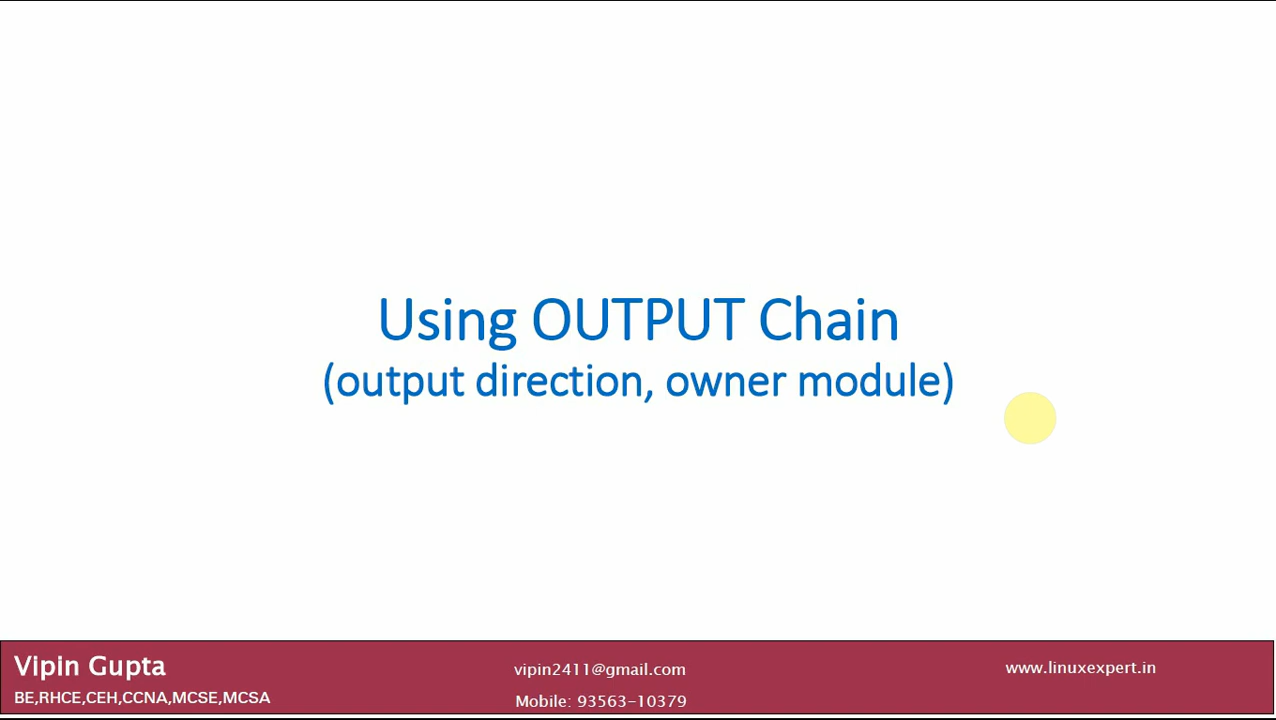 Using OUTPUT Chain
(output direction, owner module)
Vipin Gupta
BE,RHCE,CEH,CCNA,MCSE,MCSA
vipin2411@gmail.com
Mobile: 93563-10379
www.linuxexpert.in